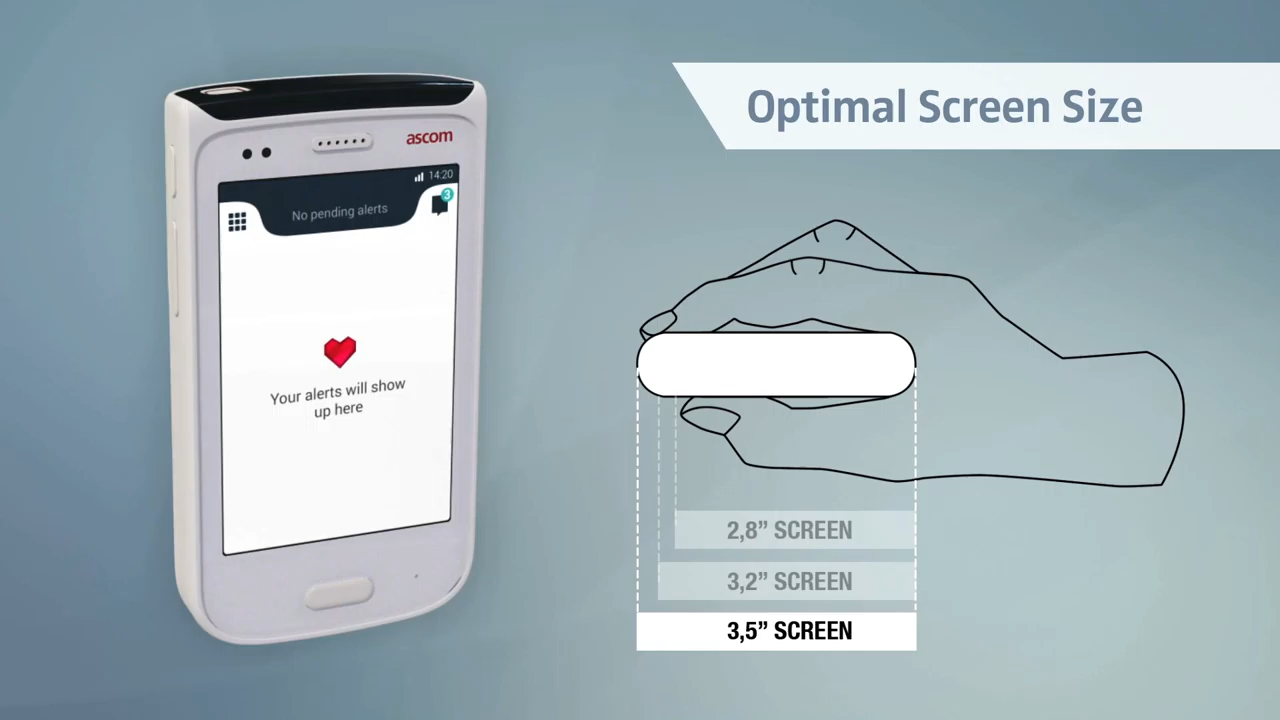 Optimal Screen Size
ascom
14:20
3
No pending alerts
Your alerts will show
up here
2,8” SCREEN
3,2” SCREEN
3,5” SCREEN